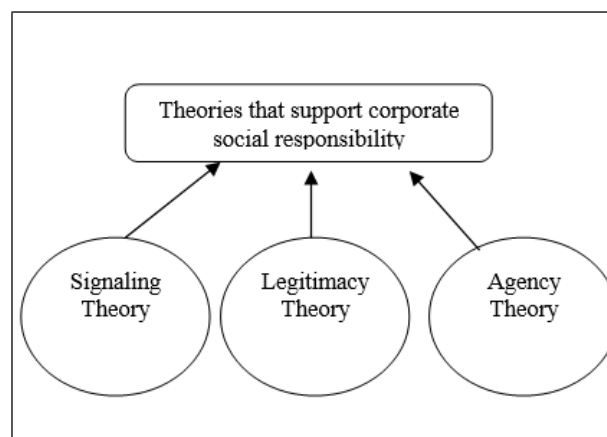 Theories that support corporate
social responsibility
Signaling
Theory
Legitimacy
Theory
Agency
Theory